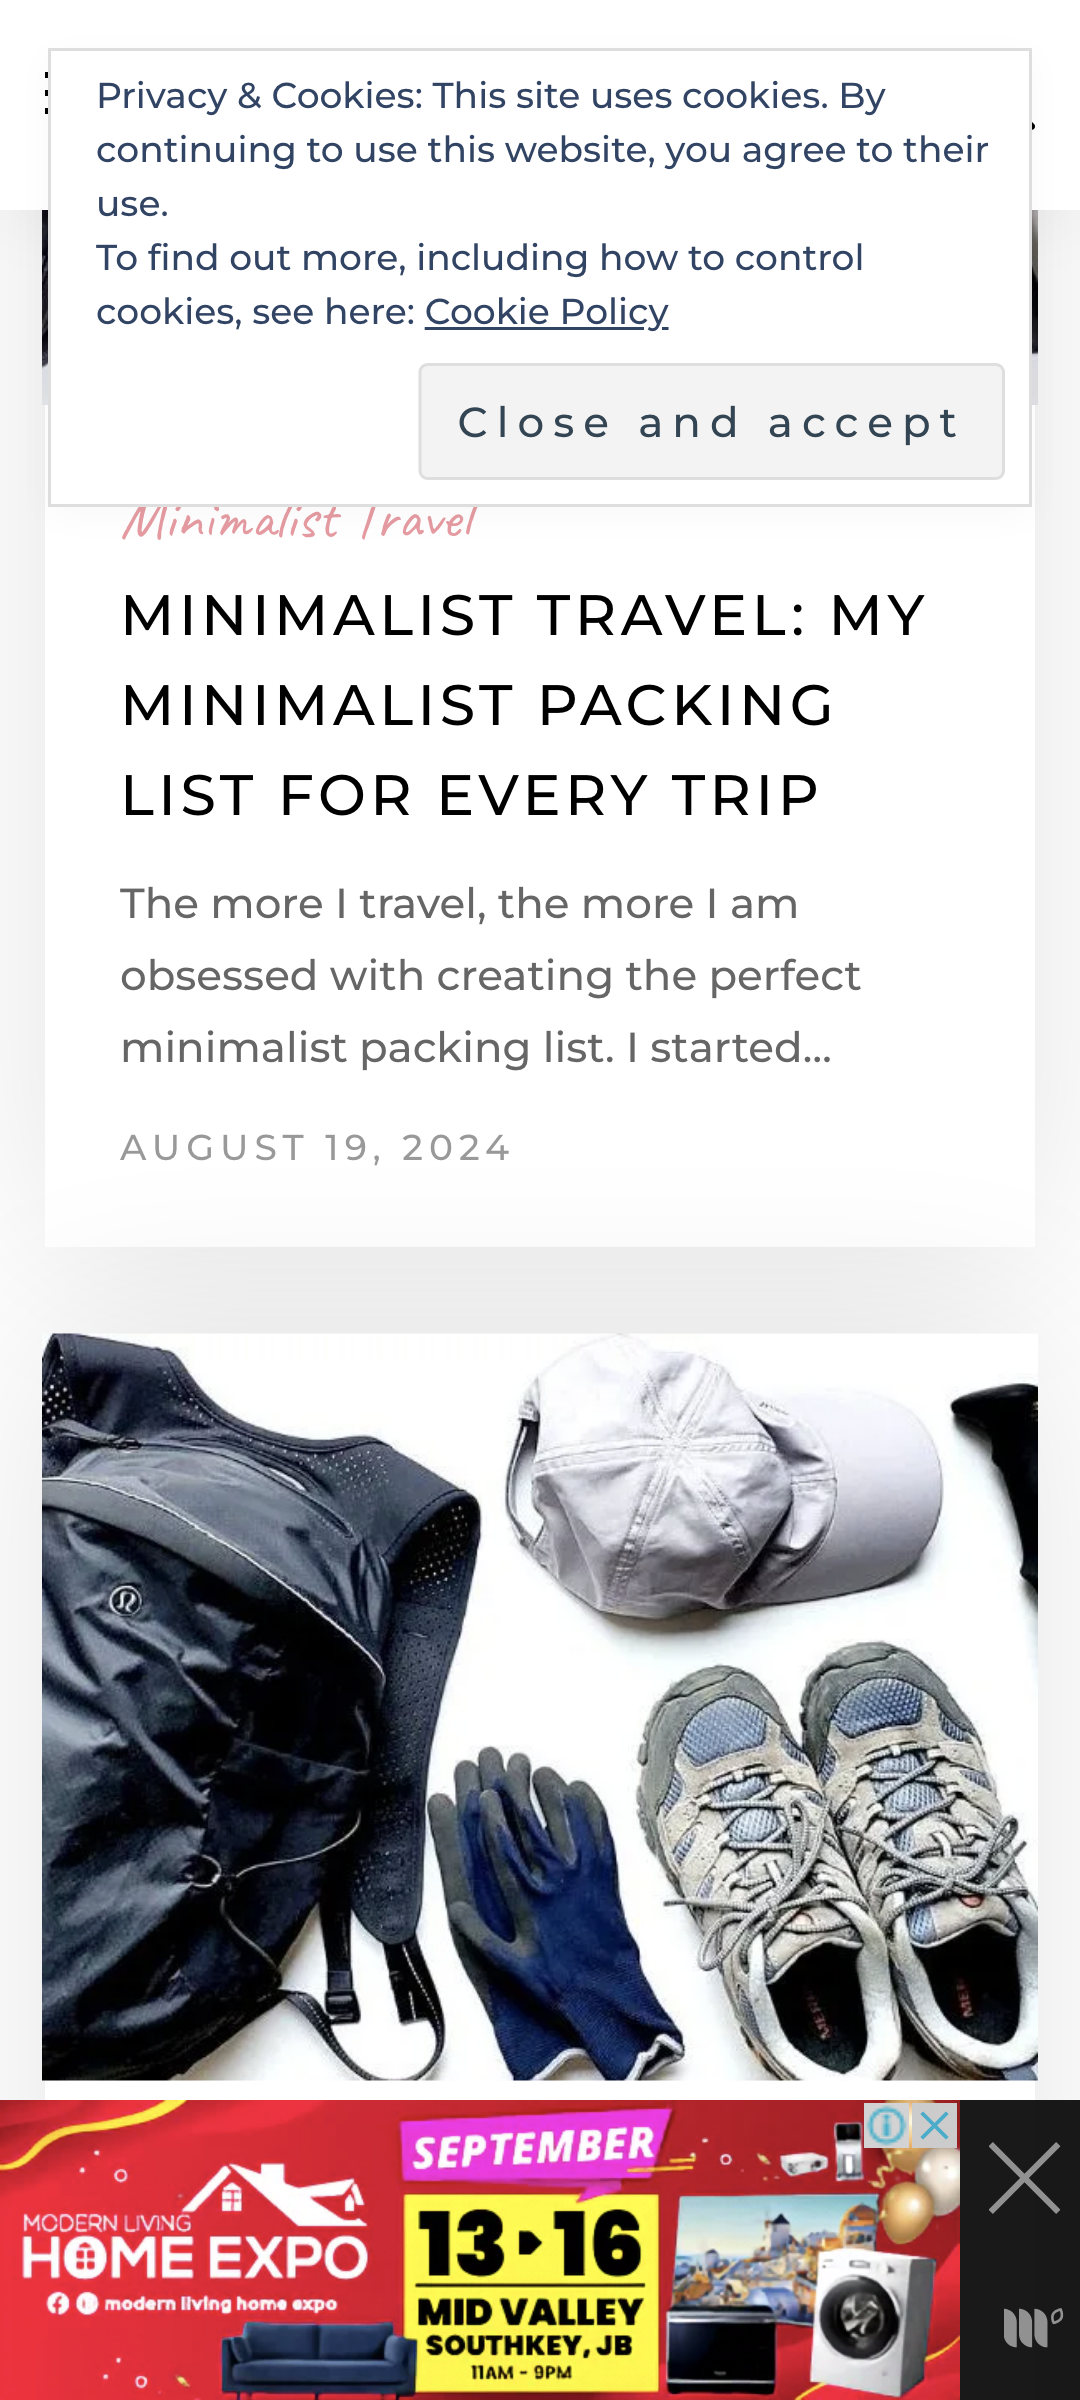 Privacy & Cookies: This site uses cookies. By
continuing to use this website, you agree to their
use.
To find out more, including how to control
cookies, see here: Cookie Policy
Close and accept
Minimalist Travel
MINIMALIST TRAVEL: MY
MINIMALIST PACKING
LIST FOR EVERY TRIP
The more I travel, the more I am
obsessed with creating the perfect
minimalist packing list. I started...
AUGUST 19, 2024
SEPTEMBER
MODERN LIVING
HOME EXPO
modern living home expo
13 ▸ 16
MID VALLEY
SOUTHKEY, JB
11AM - 9PM